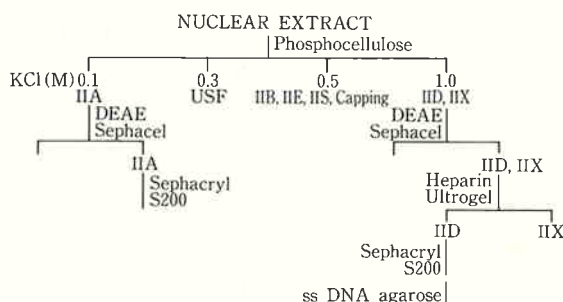 NUCLEAR EXTRACT
Phosphocellulose
KCl(M) 0.1 0.3 0.5 1.0
IIA USF IIB, IIE, IIS, Capping IID, IIX
DEAE Sephacel
DEAE Sephacel
IIA IID, IIX
Sephacryl S200
Heparin Ultrogel
IID IIX
Sephacryl S200
ss DNA agarose